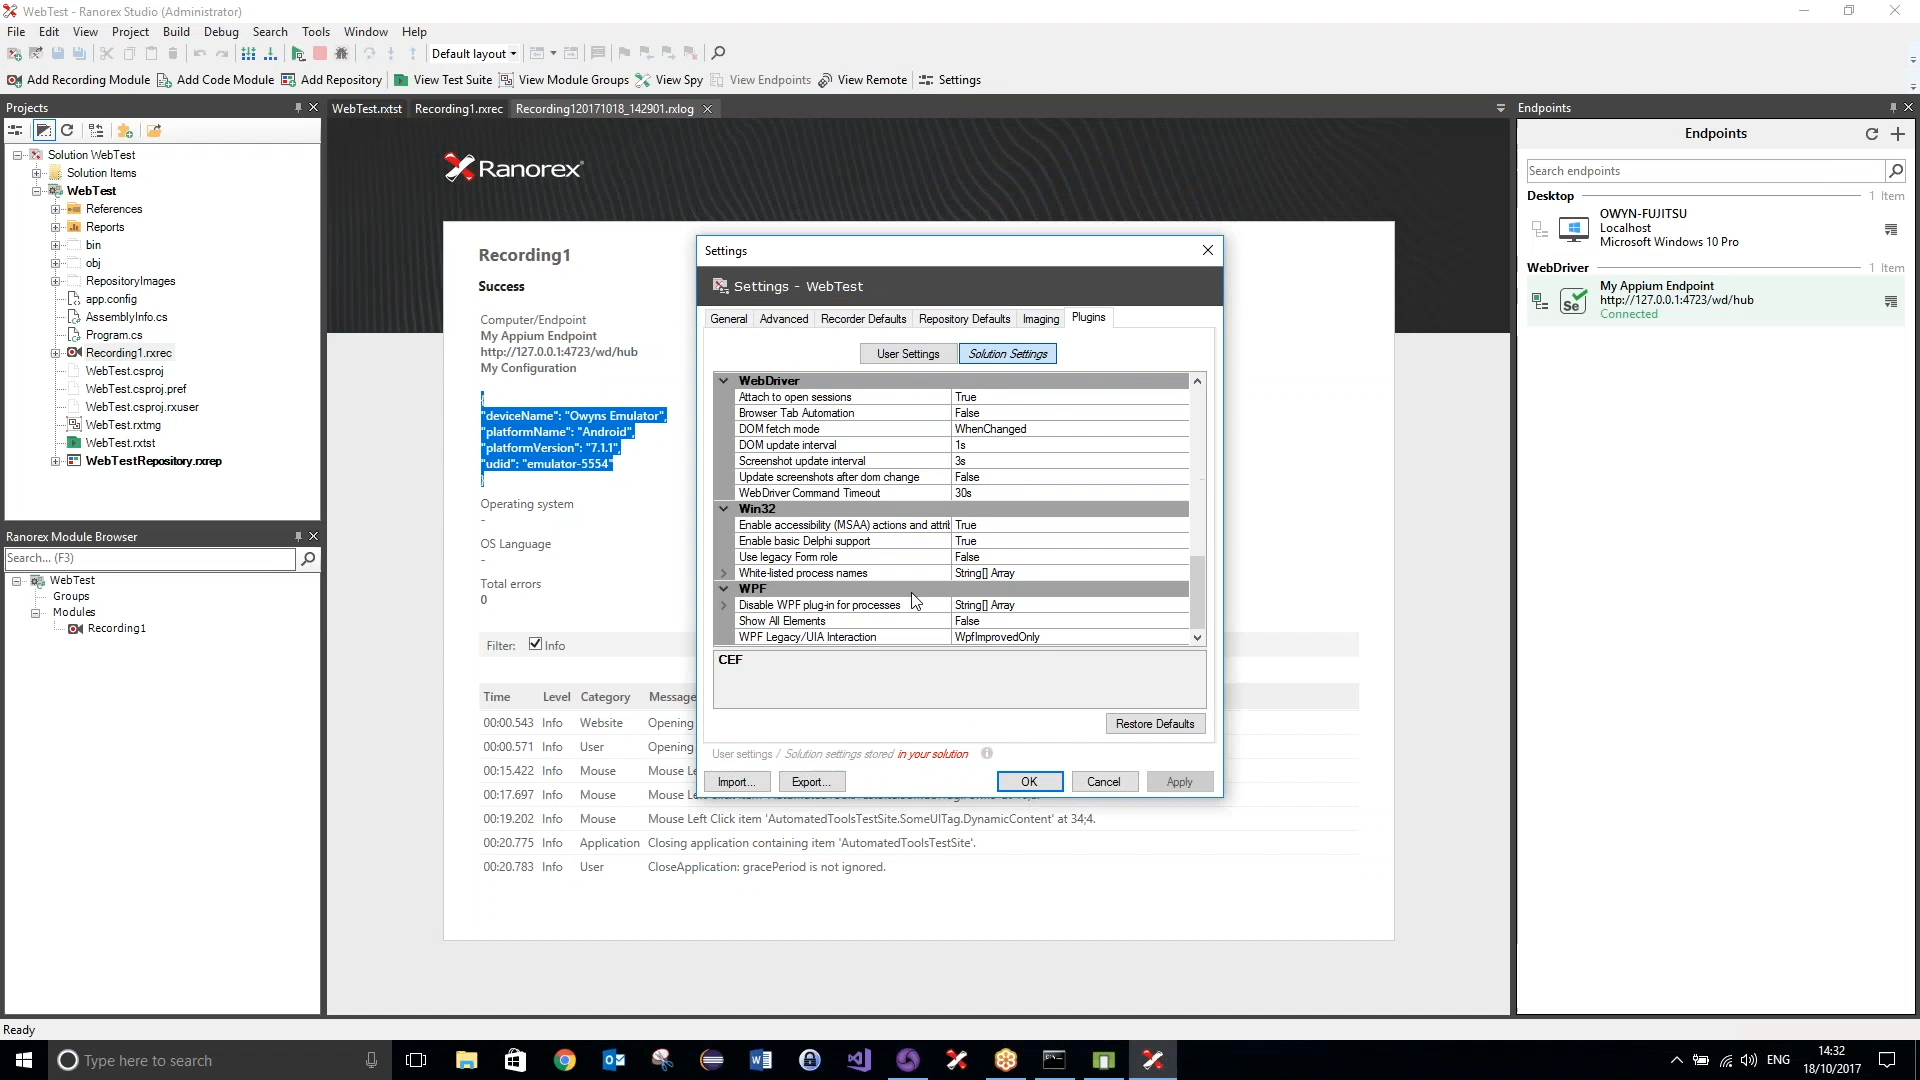 WebTest - Ranorex Studio (Administrator)
File Edit View Project Build Debug Search Tools Window Help
Default layout
Add Recording Module Add Code Module Add Repository View Test Suite View Module Groups View Spy View Endpoints View Remote Settings
Projects
Solution WebTest
Solution Items
WebTest
References
Reports
bin
obj
RepositoryImages
app.config
AssemblyInfo.cs
Program.cs
Recording1.rxrec
WebTest.csproj
WebTest.csproj.pref
WebTest.csproj.rxuser
WebTest.rxtmg
WebTest.rxtst
WebTestRepository.rxrep
Ranorex Module Browser
Search... (F3)
WebTest
Groups
Modules
Recording1
WebTest.rxtst Recording1.rxrec Recording120171018_142901.rxlog
Ranorex
Recording1
Success
Computer/Endpoint
My Appium Endpoint
http://127.0.0.1:4723/wd/hub
My Configuration
{
"deviceName": "Owyns Emulator",
"platformName": "Android",
"platformVersion": "7.1.1",
"udid": "emulator-5554"
}
Operating system
-
OS Language
-
Total errors
0
Filter: Info
Time Level Category Message
00:00.543 Info Website Opening
00:00.571 Info User Opening
00:15.422 Info Mouse Mouse Le
00:17.697 Info Mouse Mouse Le
00:19.202 Info Mouse Mouse Left Click item 'AutomatedToolsTestSite.SomeUITag.DynamicContent' at 34;4.
00:20.775 Info Application Closing application containing item 'AutomatedToolsTestSite'.
00:20.783 Info User CloseApplication: gracePeriod is not ignored.
Settings
Settings - WebTest
General Advanced Recorder Defaults Repository Defaults Imaging Plugins
User Settings Solution Settings
WebDriver
Attach to open sessions True
Browser Tab Automation False
DOM fetch mode WhenChanged
DOM update interval 1s
Screenshot update interval 3s
Update screenshots after dom change False
WebDriver Command Timeout 30s
Win32
Enable accessibility (MSAA) actions and attrib True
Enable basic Delphi support True
Use legacy Form role False
White-listed process names String[] Array
WPF
Disable WPF plug-in for processes String[] Array
Show All Elements False
WPF Legacy/UIA Interaction WpfImprovedOnly
CEF
Restore Defaults
User settings / Solution settings stored in your solution
Import... Export... OK Cancel Apply
Endpoints
Endpoints
Search endpoints
Desktop 1 Item
OWYN-FUJITSU
Localhost
Microsoft Windows 10 Pro
WebDriver 1 Item
Se
My Appium Endpoint
http://127.0.0.1:4723/wd/hub
Connected
Ready
Type here to search
ENG
14:32
18/10/2017